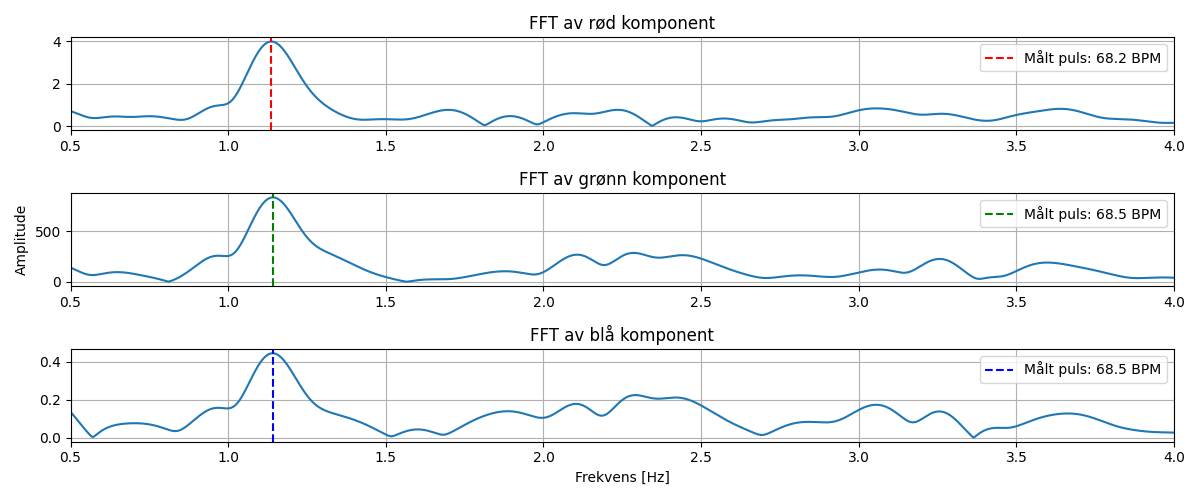 FFT av rød komponent
4
2
0
Målt puls: 68.2 BPM
0.5 1.0 1.5 2.0 2.5 3.0 3.5 4.0
FFT av grønn komponent
Amplitude
500
0
Målt puls: 68.5 BPM
0.5 1.0 1.5 2.0 2.5 3.0 3.5 4.0
FFT av blå komponent
0.4
0.2
0.0
Målt puls: 68.5 BPM
0.5 1.0 1.5 2.0 2.5 3.0 3.5 4.0
Frekvens [Hz]